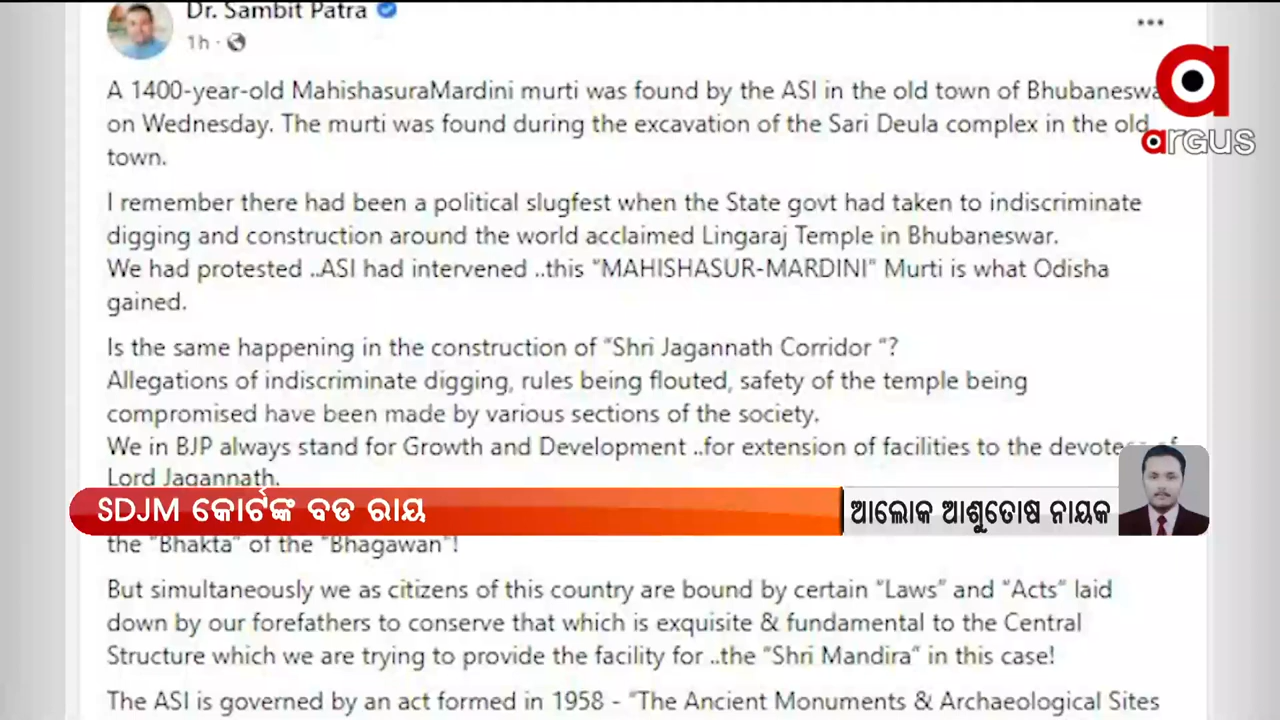 Dr. Sambit Patra
1h
A 1400-year-old MahishasuraMardini murti was found by the ASI in the old town of
on Wednesday. The murti was found during the excavation of the Sari Deula complex in the old
town.
I remember there had been a political slugfest when the State govt had taken to indiscriminate
digging and construction around the world acclaimed Lingaraj Temple in Bhubaneswar.
We had protested ..ASI had intervened ..this "MAHISHASUR-MARDINI" Murti is what Odisha
gained.
Is the same happening in the construction of "Shri Jagannath Corridor "?
Allegations of indiscriminate digging, rules being flouted, safety of the temple being
compromised have been made by various sections of the society.
We in BJP always stand for Growth and Development ..for extension of facilities to the
Lord Jagannath.
the "Bhakta" of the "Bhagawan"!
But simultaneously we as citizens of this country are bound by certain "Laws" and "Acts" laid
down by our forefathers to conserve that which is exquisite & fundamental to the Central
Structure which we are trying to provide the facility for ..the "Shri Mandira" in this case!
The ASI is governed by an act formed in 1958 - "The Ancient Monuments & Archaeological Sites
argus
SDJM କୋର୍ଟଙ୍କ ବଡ ରାୟ
ଆଲୋକ ଆଶୁତୋଷ ନାୟକ